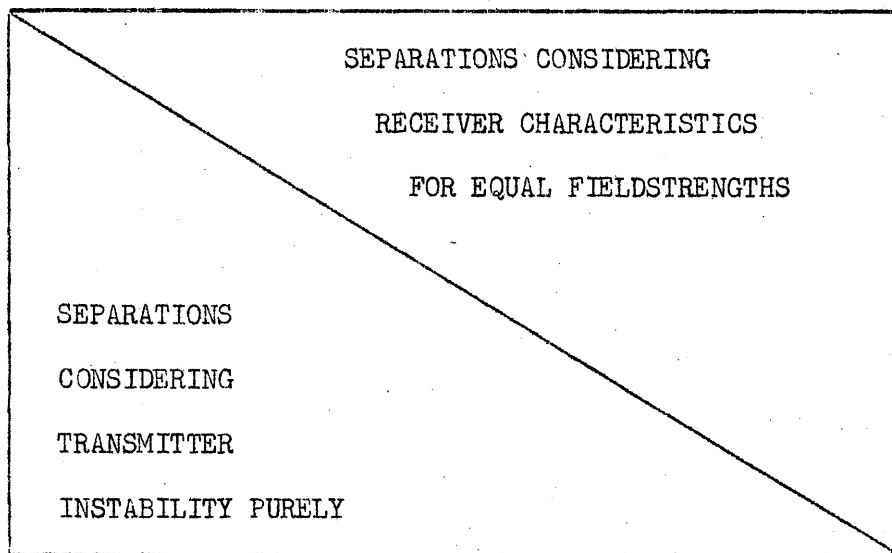 SEPARATIONS CONSIDERING
RECEIVER CHARACTERISTICS
FOR EQUAL FIELDSTRENGTHS
SEPARATIONS
CONSIDERING
TRANSMITTER
INSTABILITY PURELY